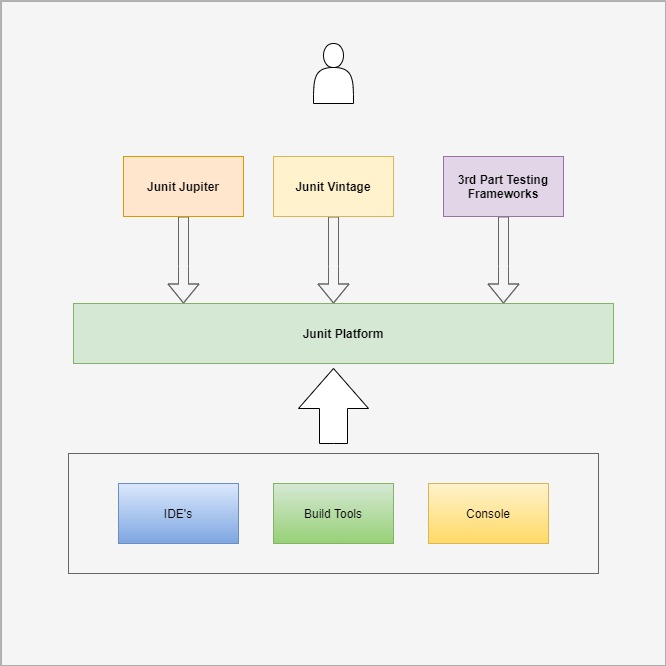 Junit Jupiter
Junit Vintage
3rd Part Testing
Frameworks
Junit Platform
IDE's
Build Tools
Console